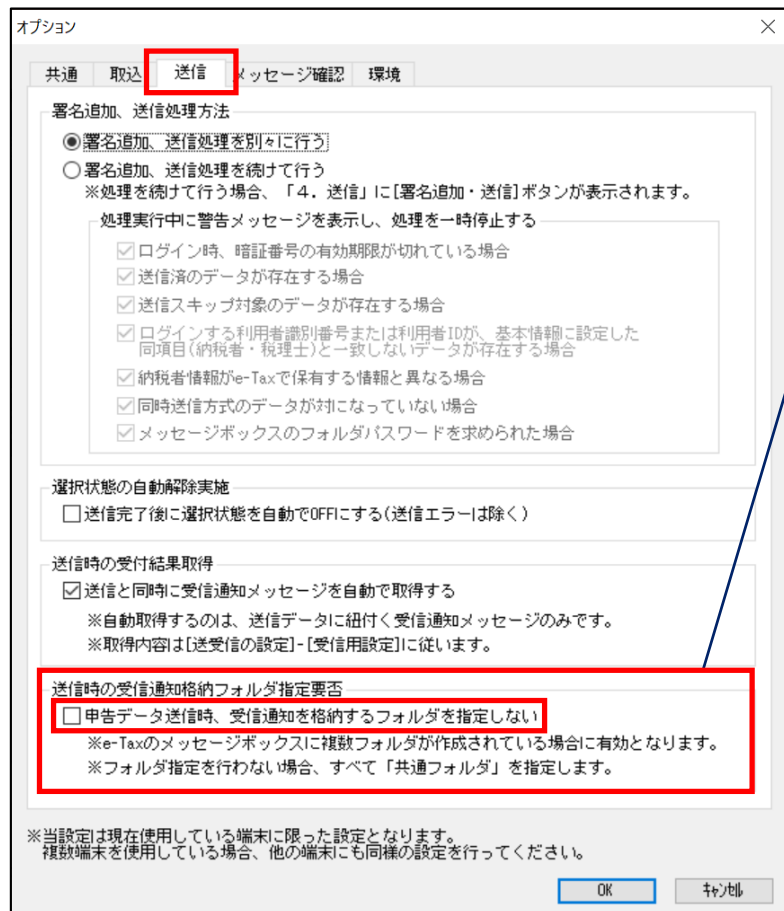 オプション
共通 取込 送信 メッセージ確認 環境
署名追加、送信処理方法
署名追加、送信処理を別々に行う
署名追加、送信処理を続けて行う
※処理を続けて行う場合、「４．送信」に[署名追加・送信]ボタンが表示されます。
処理実行中に警告メッセージを表示し、処理を一時停止する
ログイン時、暗証番号の有効期限が切れている場合
送信済のデータが存在する場合
送信スキップ対象のデータが存在する場合
ログインする利用者識別番号または利用者IDが、基本情報に設定した
同項目(納税者・税理士)と一致しないデータが存在する場合
納税者情報がe-Taxで保有する情報と異なる場合
同時送信方式のデータが対になっていない場合
メッセージボックスのフォルダパスワードを求められた場合
選択状態の自動解除実施
送信完了後に選択状態を自動でOFFにする(送信エラーは除く)
送信時の受付結果取得
送信と同時に受信通知メッセージを自動で取得する
※自動取得するのは、送信データに紐付く受信通知メッセージのみです。
※取得内容は[送受信の設定]-[受信用設定]に従います。
送信時の受信通知格納フォルダ指定要否
申告データ送信時、受信通知を格納するフォルダを指定しない
※e-Taxのメッセージボックスに複数フォルダが作成されている場合に有効となります。
※フォルダ指定を行わない場合、すべて「共通フォルダ」を指定します。
※当設定は現在使用している端末に限った設定となります。
複数端末を使用している場合、他の端末にも同様の設定を行ってください。
OK ｷｬﾝｾﾙ